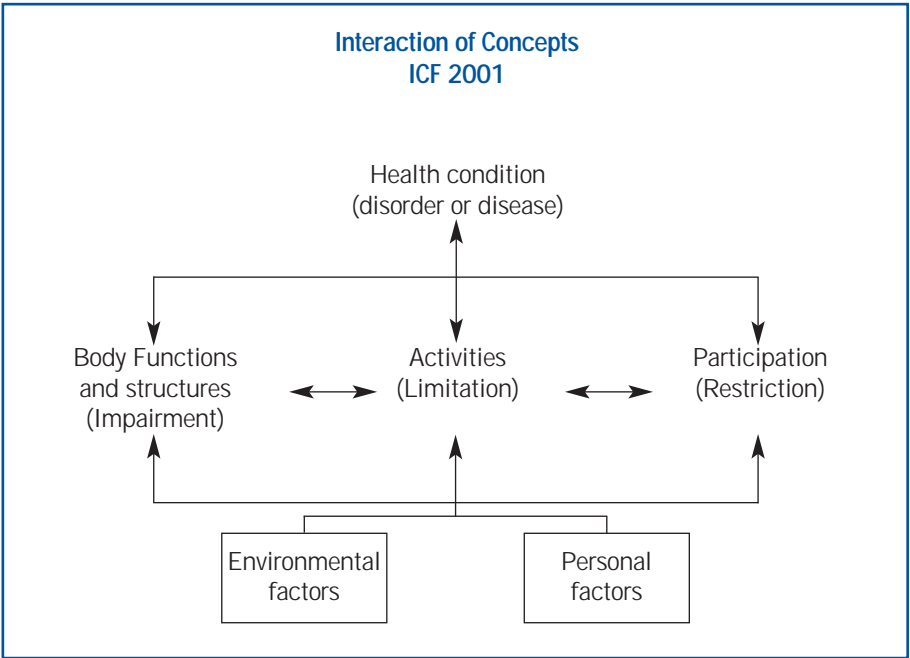 Interaction of Concepts
ICF 2001
Health condition
(disorder or disease)
Body Functions
and structures
(Impairment)
Activities
(Limitation)
Participation
(Restriction)
Environmental
factors
Personal
factors